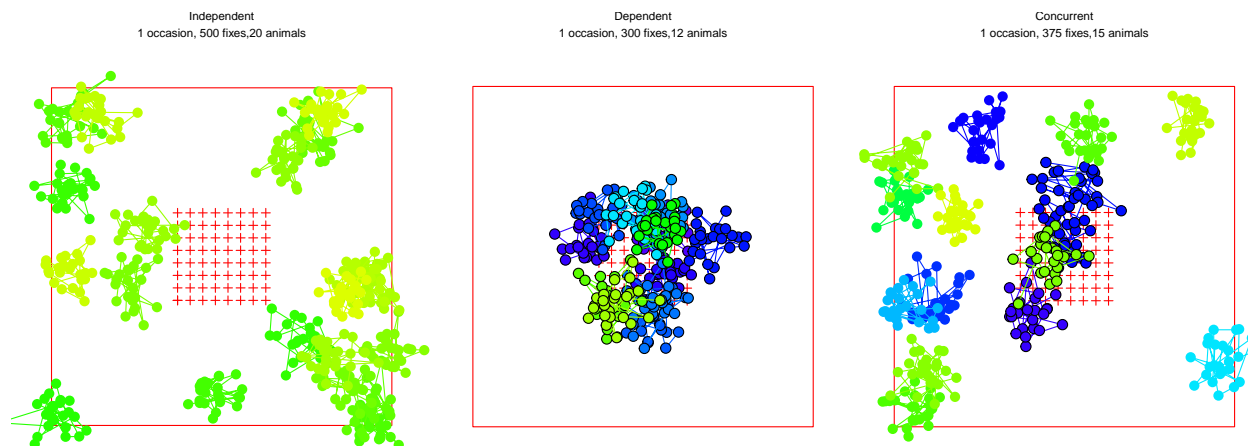 Independent
1 occasion, 500 fixes,20 animals
Dependent
1 occasion, 300 fixes,12 animals
Concurrent
1 occasion, 375 fixes,15 animals